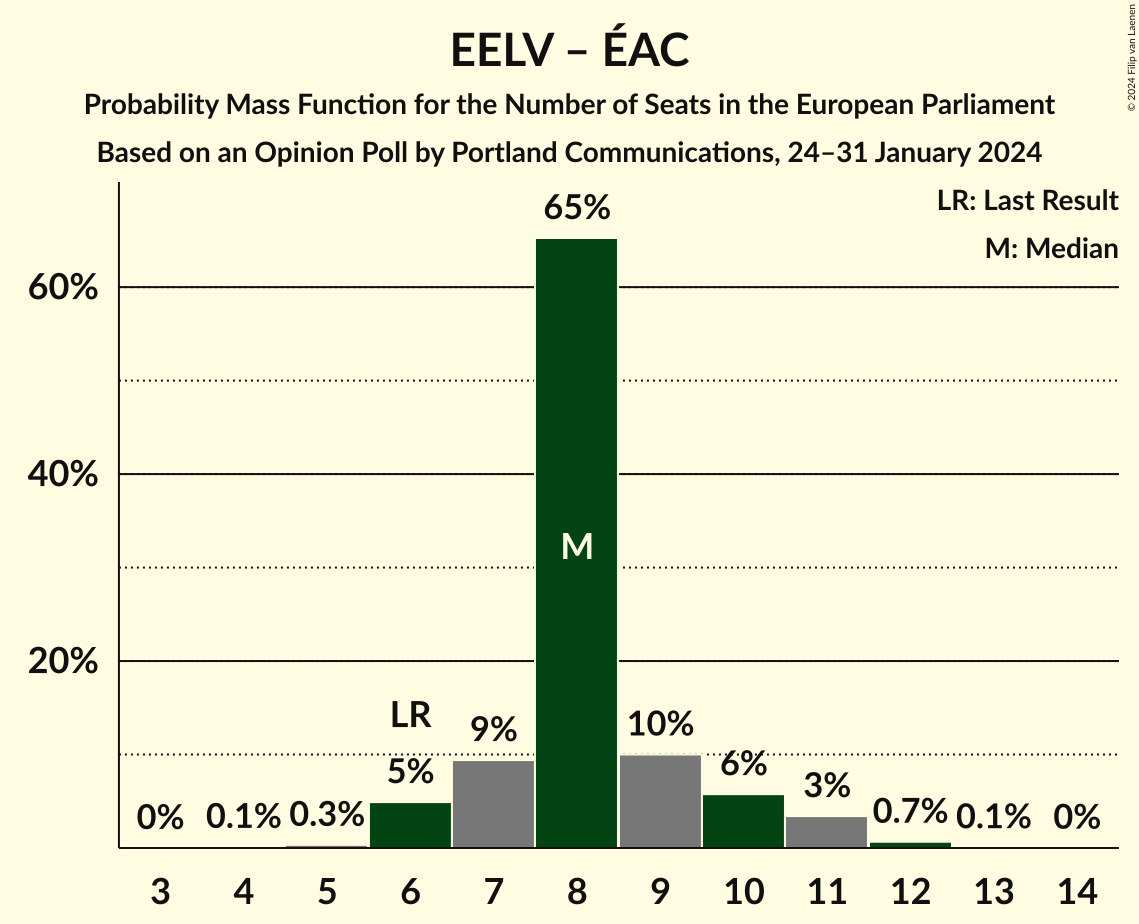 EELV – ÉAC
Probability Mass Function for the Number of Seats in the European Parliament
Based on an Opinion Poll by Portland Communications, 24–31 January 2024
© 2024 Filip van Laenen
LR: Last Result
M: Median
65%
60%
40%
M
20%
LR
9%
10%
5%
6%
3%
0%
0.1%
0.3%
0.7%
0.1%
0%
3 4 5 6 7 8 9 10 11 12 13 14